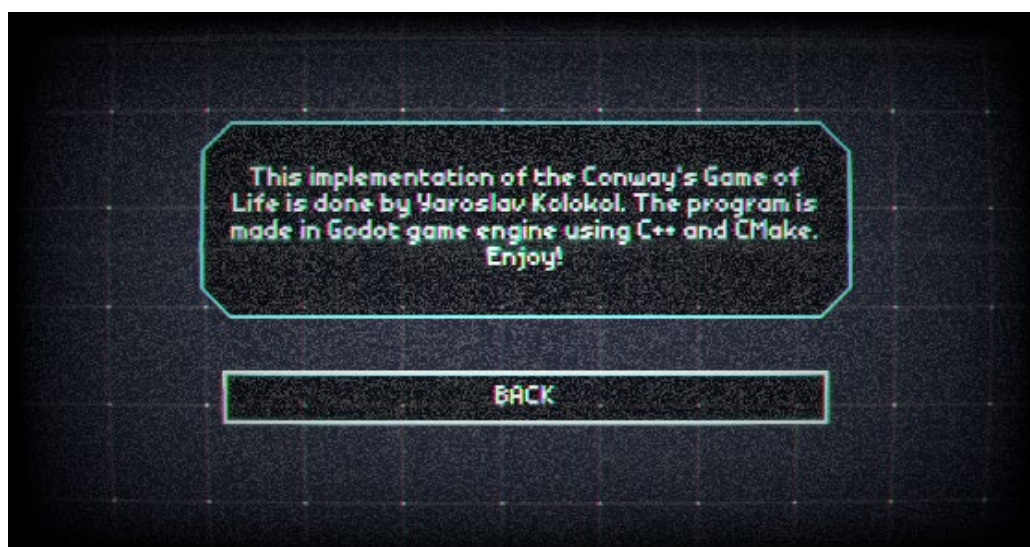 This implementation of the Conway's Game of
Life is done by Yaroslav Kolokol. The program is
made in Godot game engine using C++ and CMake.
Enjoy!
BACK